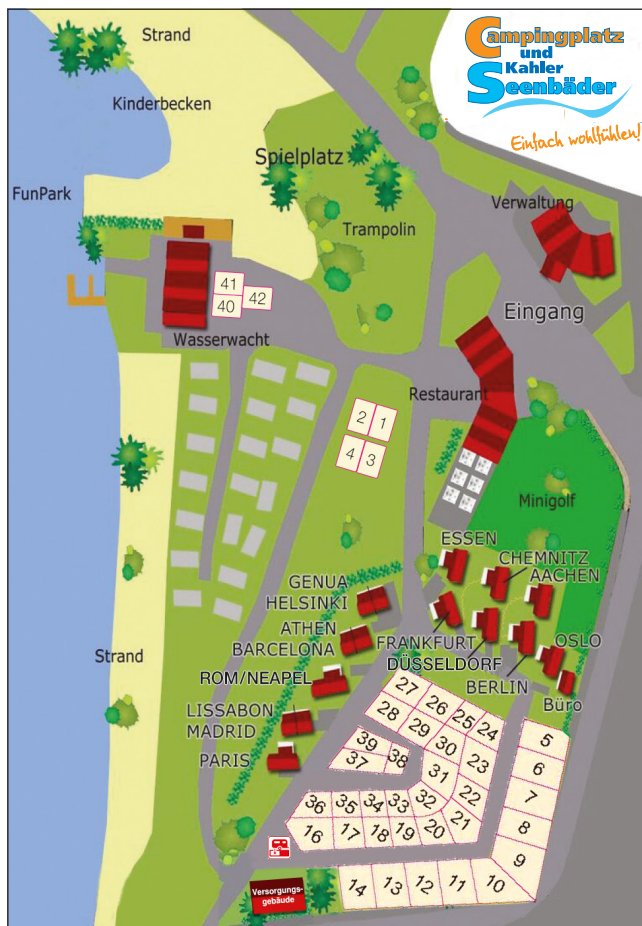 Campingplatz
und
Kahler
Seenbäder
Einfach wohlfühlen!
Strand
Kinderbecken
Spielplatz
FunPark
Trampolin
Verwaltung
41
40
42
Eingang
Wasserwacht
Restaurant
2
1
4
3
Minigolf
ESSEN
CHEMNITZ
AACHEN
GENUA
HELSINKI
ATHEN
BARCELONA
FRANKFURT
DÜSSELDORF
OSLO
BERLIN
Büro
Strand
ROM/NEAPEL
LISSABON
MADRID
PARIS
27
26
25
24
28
29
30
23
39
38
37
31
22
36
35
34
33
32
16
17
18
19
20
21
5
6
7
8
9
14
13
12
11
10
Versorgungs-
gebäude